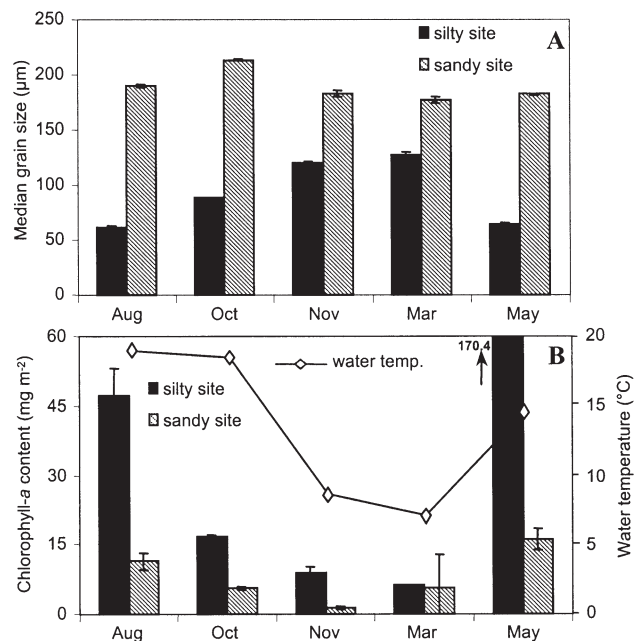 250
200
150
100
50
0
Median grain size (µm)
silty site
sandy site
A
Aug Oct Nov Mar May
60
45
30
15
0
Chlorophyll-a content (mg m-2)
silty site
sandy site
water temp.
170.4
B
20
15
10
5
0
Water temperature (°C)
Aug Oct Nov Mar May